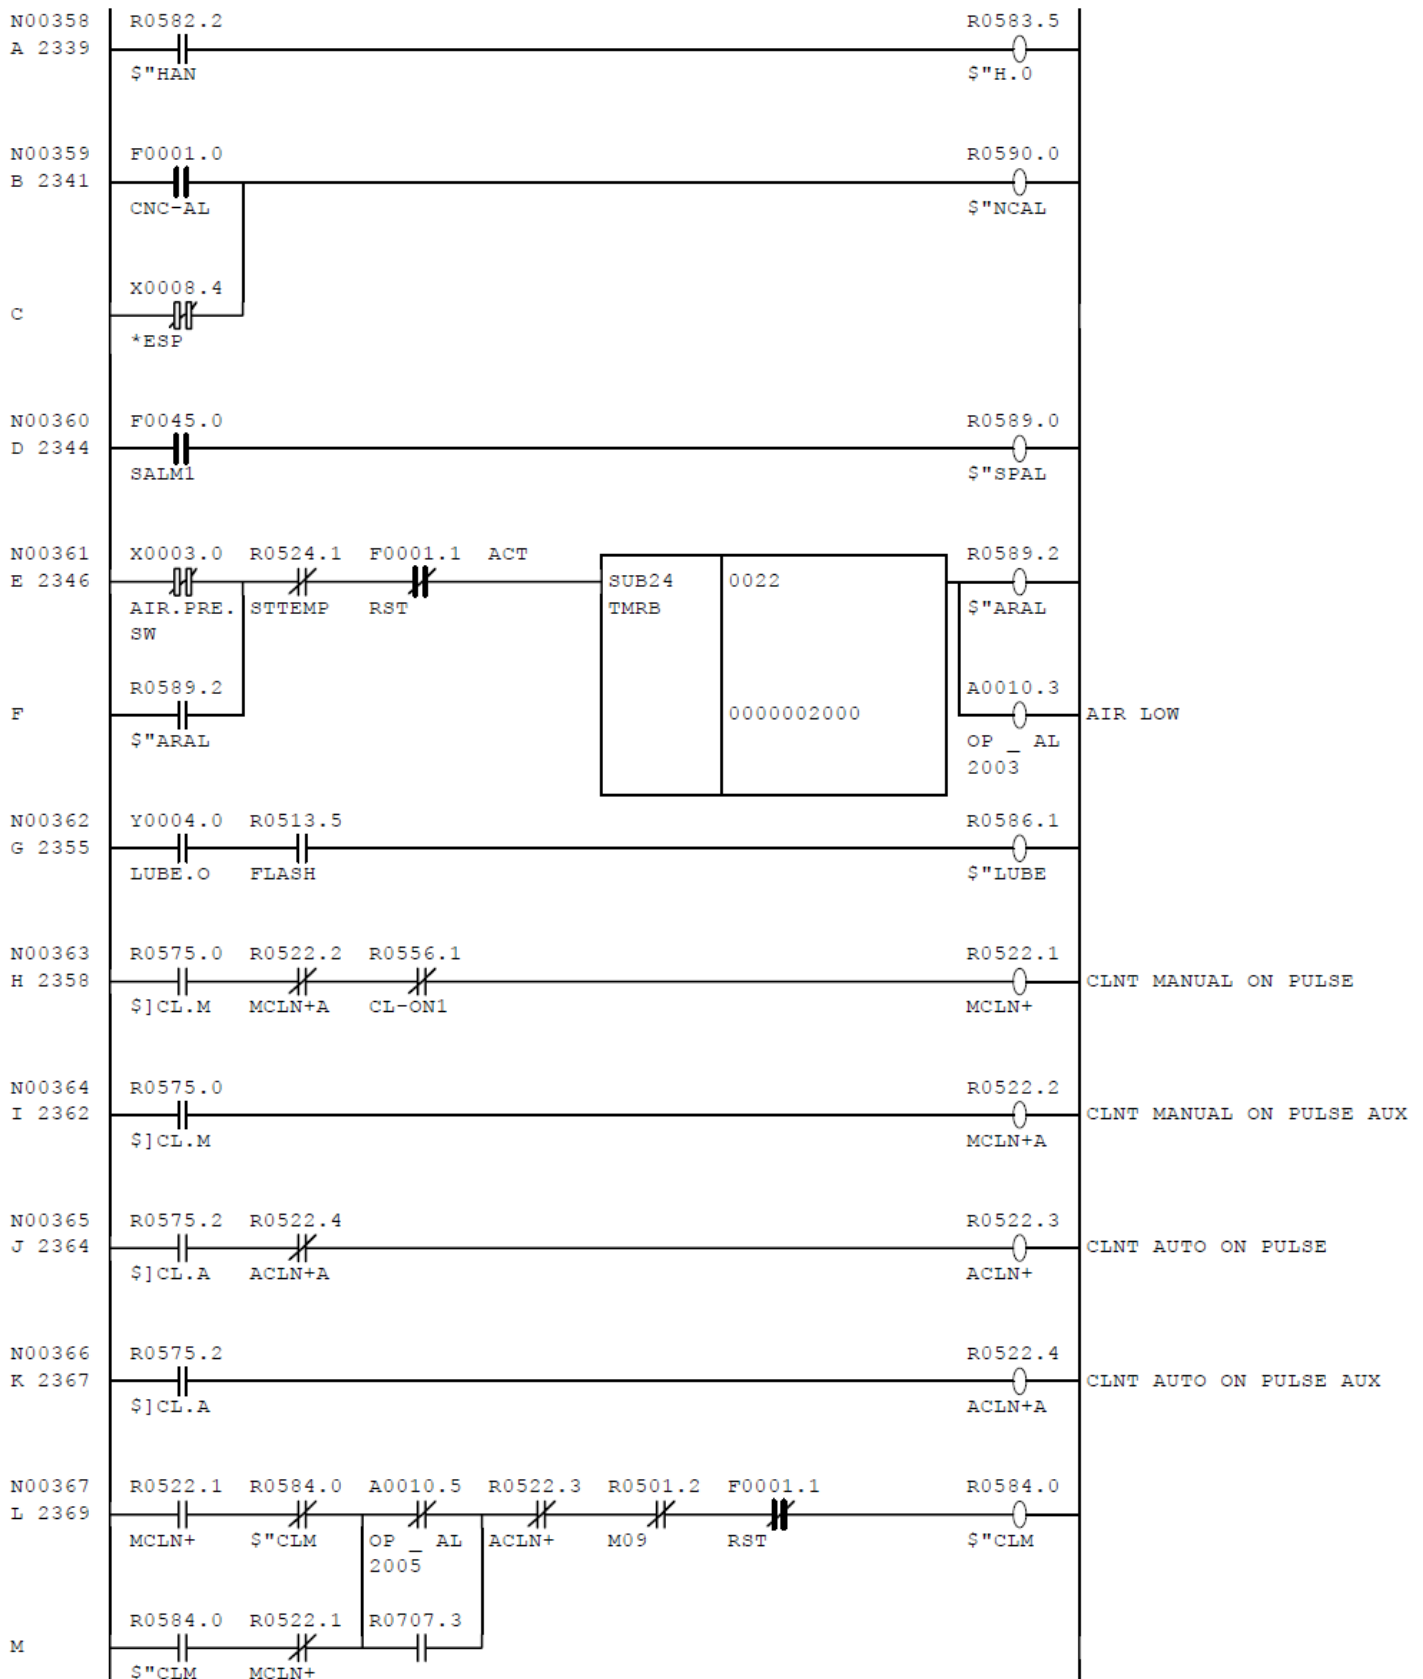 N00358 R0582.2 R0583.5
A 2339
$"HAN $"H.0
N00359 F0001.0 R0590.0
B 2341
CNC-AL $"NCAL
X0008.4
C
*ESP
N00360 F0045.0 R0589.0
D 2344
SALM1 $"SPAL
N00361 X0003.0 R0524.1 F0001.1 ACT R0589.2
E 2346 SUB24 0022
AIR.PRE. STTEMP RST TMRB $"ARAL
SW
R0589.2 A0010.3
F 0000002000 AIR LOW
$"ARAL OP _ AL
2003
N00362 Y0004.0 R0513.5 R0586.1
G 2355
LUBE.O FLASH $"LUBE
N00363 R0575.0 R0522.2 R0556.1 R0522.1
H 2358 CLNT MANUAL ON PULSE
$]CL.M MCLN+A CL-ON1 MCLN+
N00364 R0575.0 R0522.2
I 2362 CLNT MANUAL ON PULSE AUX
$]CL.M MCLN+A
N00365 R0575.2 R0522.4 R0522.3
J 2364 CLNT AUTO ON PULSE
$]CL.A ACLN+A ACLN+
N00366 R0575.2 R0522.4
K 2367 CLNT AUTO ON PULSE AUX
$]CL.A ACLN+A
N00367 R0522.1 R0584.0 A0010.5 R0522.3 R0501.2 F0001.1 R0584.0
L 2369
MCLN+ $"CLM OP _ AL ACLN+ M09 RST $"CLM
2005
R0584.0 R0522.1 R0707.3
M
$"CLM MCLN+